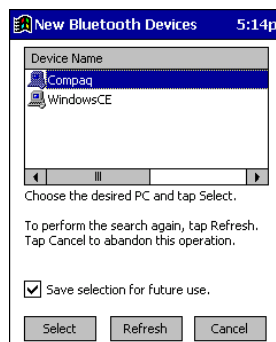 New Bluetooth Devices 5:14p
Device Name
Compaq
WindowsCE
Choose the desired PC and tap Select.
To perform the search again, tap Refresh.
Tap Cancel to abandon this operation.
Save selection for future use.
Select Refresh Cancel